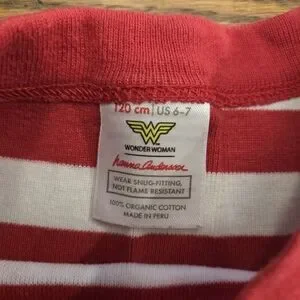 120 cm | US 6-7
WONDER WOMAN
hanna andersson
WEAR SNUG-FITTING,
NOT FLAME RESISTANT
100% ORGANIC COTTON
MADE IN PERU